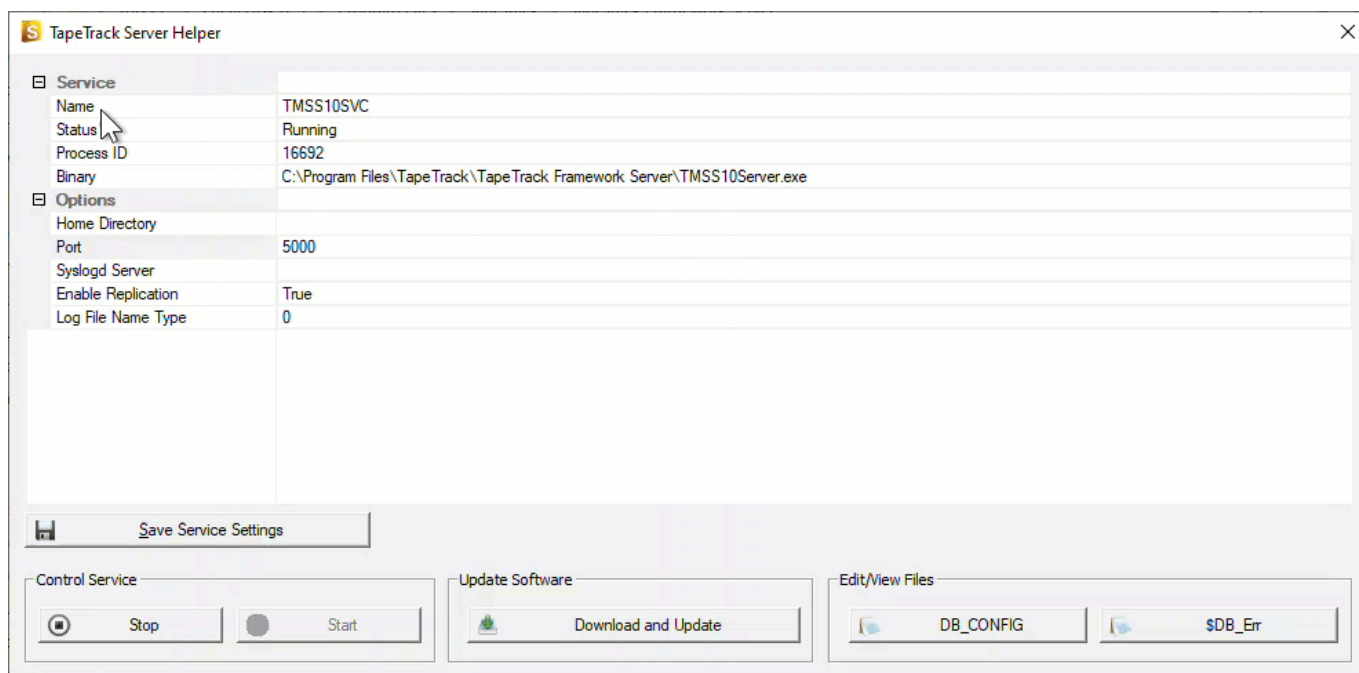 TapeTrack Server Helper
Service
Name TMSS10SVC
Status Running
Process ID 16692
Binary C:\Program Files\TapeTrack\TapeTrack Framework Server\TMSS10Server.exe
Options
Home Directory
Port 5000
Syslogd Server
Enable Replication True
Log File Name Type 0
Save Service Settings
Control Service Update Software Edit/View Files
Stop Start Download and Update DB_CONFIG $DB_Err